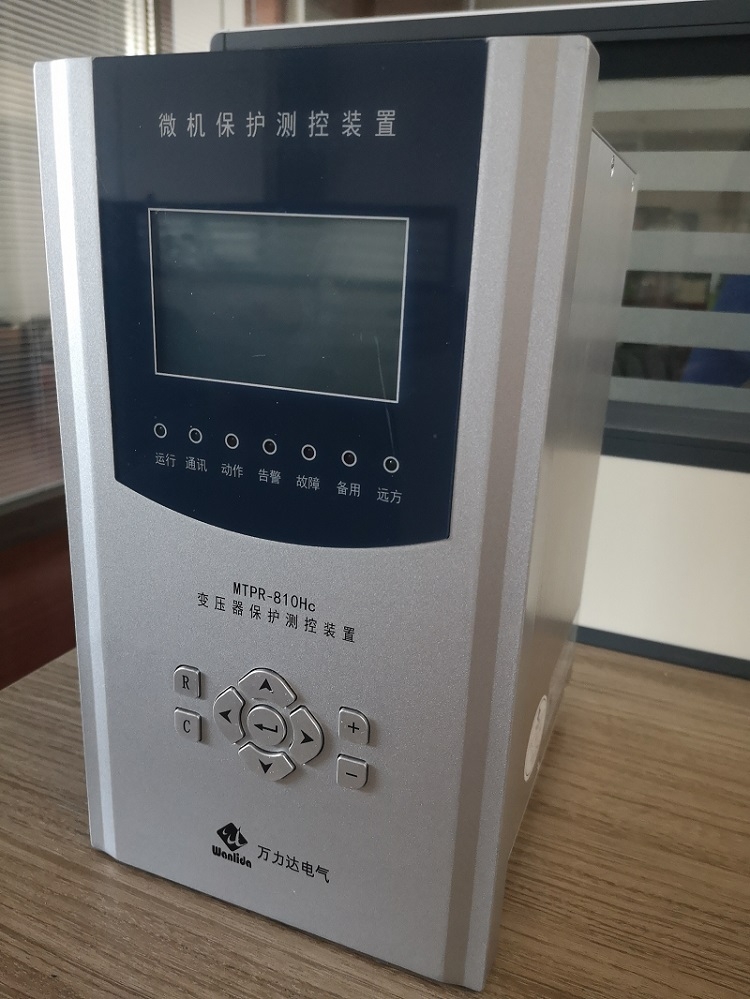 微机保护测控装置
运行 通讯 动作 告警 故障 备用 远方
MTPR-810Hc
变压器保护测控装置
R
C
+
-
Wanlida 万力达电气